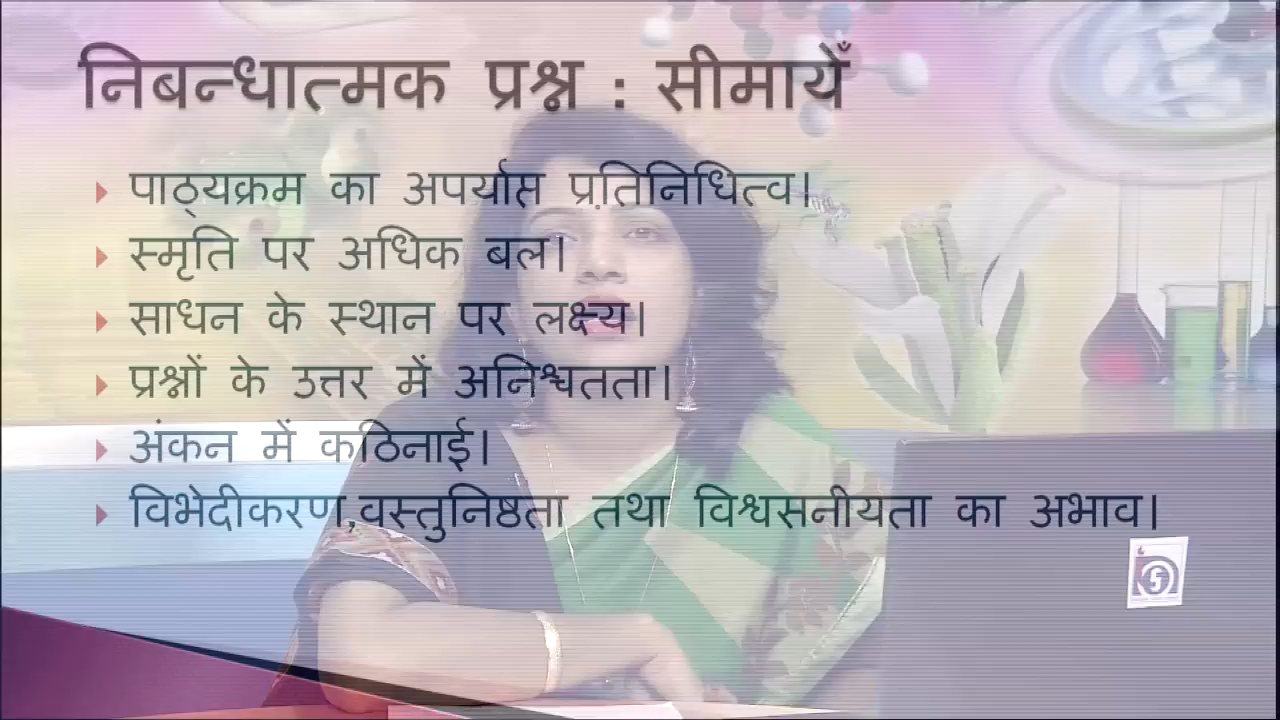 निबन्धात्मक प्रश्न : सीमायेँ
पाठ्यक्रम का अपर्याप्त प्रतिनिधित्व।
स्मृति पर अधिक बल।
साधन के स्थान पर लक्ष्य।
प्रश्नों के उत्तर में अनिश्चतता।
अंकन में कठिनाई।
विभेदीकरण,वस्तुनिष्ठता तथा विश्वसनीयता का अभाव।